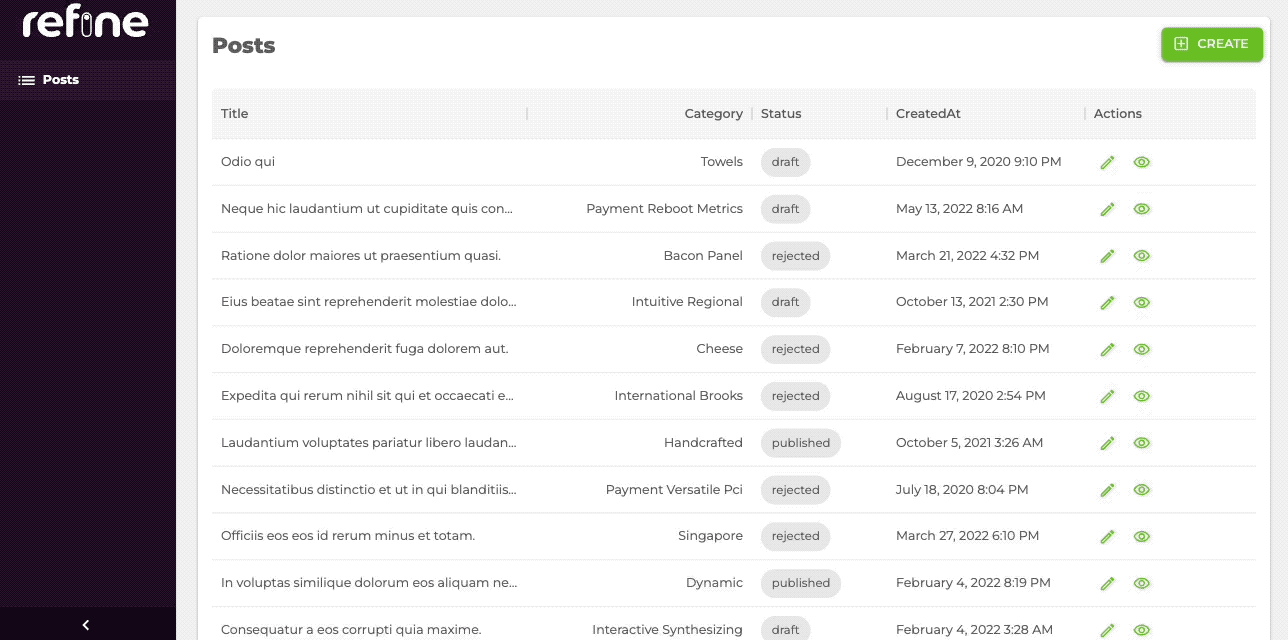 refine
Posts
Posts
CREATE
Title Category Status CreatedAt Actions
Odio qui Towels draft December 9, 2020 9:10 PM
Neque hic laudantium ut cupiditate quis con... Payment Reboot Metrics draft May 13, 2022 8:16 AM
Ratione dolor maiores ut praesentium quasi. Bacon Panel rejected March 21, 2022 4:32 PM
Eius beatae sint reprehenderit molestiae dolo... Intuitive Regional draft October 13, 2021 2:30 PM
Doloremque reprehenderit fuga dolorem aut. Cheese rejected February 7, 2022 8:10 PM
Expedita qui rerum nihil sit qui et occaecati e... International Brooks rejected August 17, 2020 2:54 PM
Laudantium voluptates pariatur libero laudan... Handcrafted published October 5, 2021 3:26 AM
Necessitatibus distinctio et ut in qui blanditiis... Payment Versatile Pci rejected July 18, 2020 8:04 PM
Officiis eos eos id rerum minus et totam. Singapore rejected March 27, 2022 6:10 PM
In voluptas similique dolorum eos aliquam ne... Dynamic published February 4, 2022 8:19 PM
Consequatur a eos corrupti quia maxime. Interactive Synthesizing draft February 4, 2022 3:28 AM